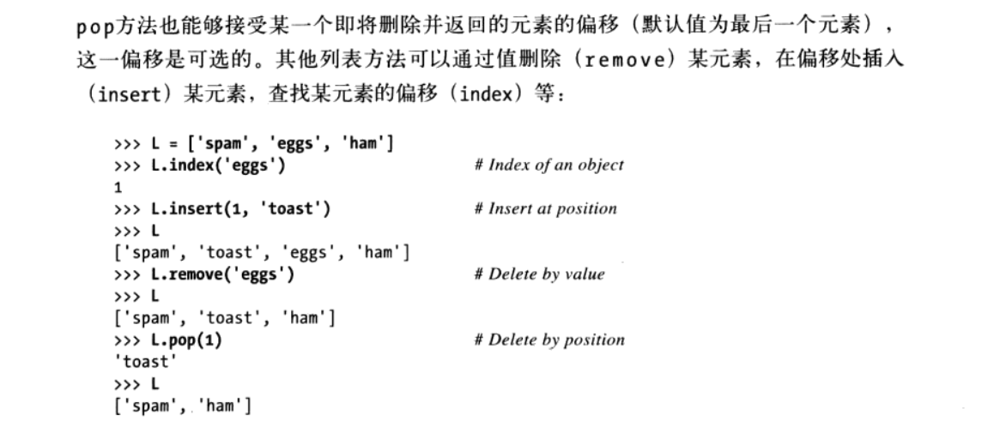 pop方法也能够接受某一个即将删除并返回的元素的偏移（默认值为最后一个元素），
这一偏移是可选的。其他列表方法可以通过值删除（remove）某元素，在偏移处插入
（insert）某元素，查找某元素的偏移（index）等：
>>> L = ['spam', 'eggs', 'ham']
>>> L.index('eggs') # Index of an object
1
>>> L.insert(1, 'toast') # Insert at position
>>> L
['spam', 'toast', 'eggs', 'ham']
>>> L.remove('eggs') # Delete by value
>>> L
['spam', 'toast', 'ham']
>>> L.pop(1) # Delete by position
'toast'
>>> L
['spam', 'ham']